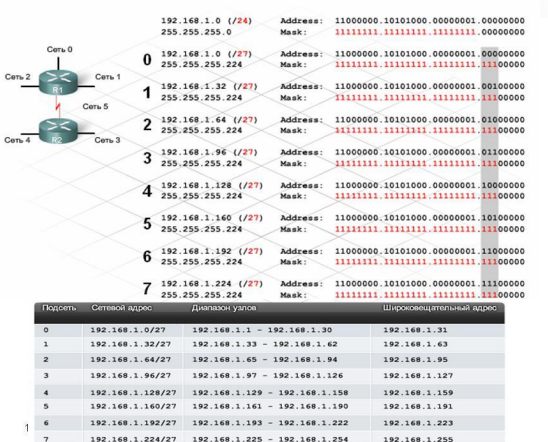 192.168.1.0 (/24) Address: 11000000.10101000.00000001.00000000
255.255.255.0 Mask: 11111111.11111111.11111111.00000000
Сеть 0
Сеть 2
Сеть 1
R1
Сеть 5
R2
Сеть 4
Сеть 3
0 192.168.1.0 (/27) Address: 11000000.10101000.00000001.00000000
255.255.255.224 Mask: 11111111.11111111.11111111.11100000
1 192.168.1.32 (/27) Address: 11000000.10101000.00000001.00100000
255.255.255.224 Mask: 11111111.11111111.11111111.11100000
2 192.168.1.64 (/27) Address: 11000000.10101000.00000001.01000000
255.255.255.224 Mask: 11111111.11111111.11111111.11100000
3 192.168.1.96 (/27) Address: 11000000.10101000.00000001.01100000
255.255.255.224 Mask: 11111111.11111111.11111111.11100000
4 192.168.1.128 (/27) Address: 11000000.10101000.00000001.10000000
255.255.255.224 Mask: 11111111.11111111.11111111.11100000
5 192.168.1.160 (/27) Address: 11000000.10101000.00000001.10100000
255.255.255.224 Mask: 11111111.11111111.11111111.11100000
6 192.168.1.192 (/27) Address: 11000000.10101000.00000001.11000000
255.255.255.224 Mask: 11111111.11111111.11111111.11100000
7 192.168.1.224 (/27) Address: 11000000.10101000.00000001.11100000
255.255.255.224 Mask: 11111111.11111111.11111111.11100000
Подсеть Сетевой адрес Диапазон узлов Широковещательный адрес
0 192.168.1.0/27 192.168.1.1 - 192.168.1.30 192.168.1.31
1 192.168.1.32/27 192.168.1.33 - 192.168.1.62 192.168.1.63
2 192.168.1.64/27 192.168.1.65 - 192.168.1.94 192.168.1.95
3 192.168.1.96/27 192.168.1.97 - 192.168.1.126 192.168.1.127
4 192.168.1.128/27 192.168.1.129 - 192.168.1.158 192.168.1.159
5 192.168.1.160/27 192.168.1.161 - 192.168.1.190 192.168.1.191
6 192.168.1.192/27 192.168.1.193 - 192.168.1.222 192.168.1.223
1
7 192.168.1.224/27 192.168.1.225 - 192.168.1.254 192.168.1.255